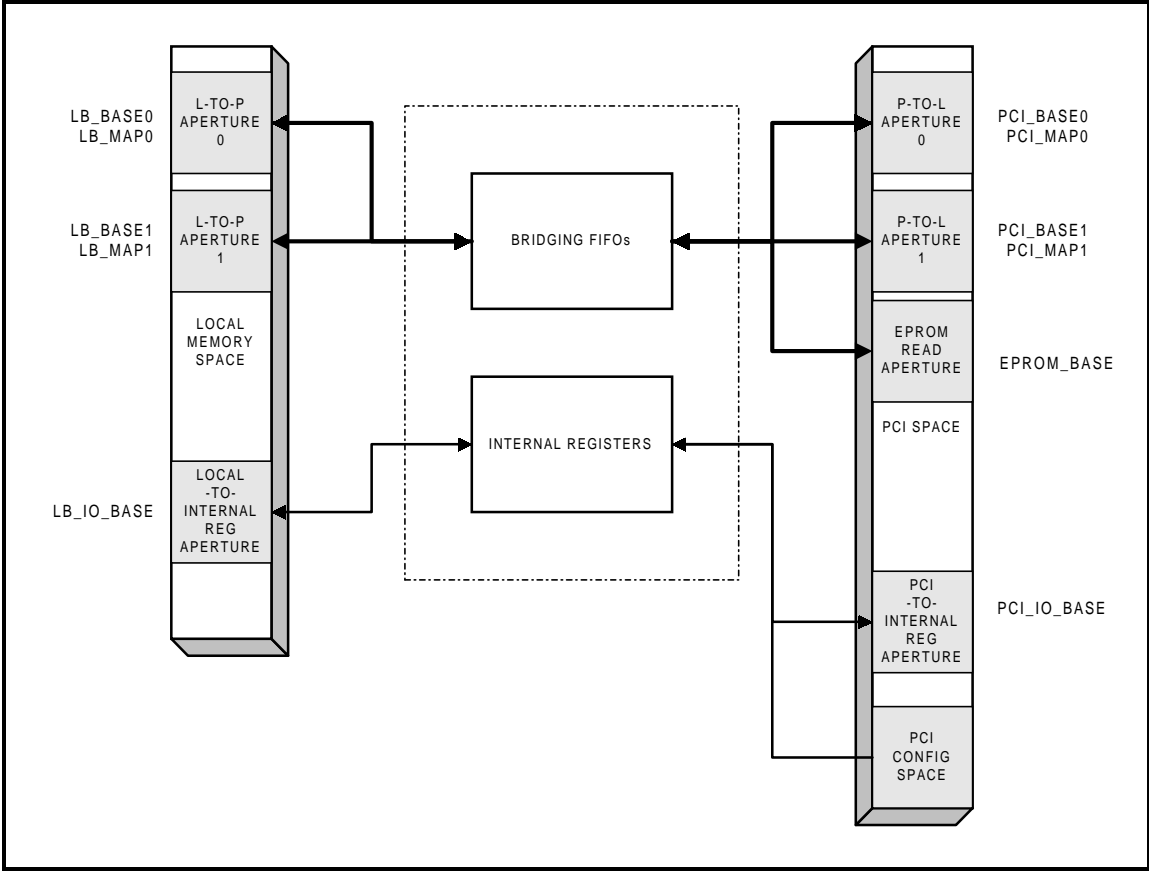 LB_BASE0
LB_MAP0
L-TO-P
APERTURE
0
LB_BASE1
LB_MAP1
L-TO-P
APERTURE
1
LOCAL
MEMORY
SPACE
LB_IO_BASE
LOCAL
-TO-
INTERNAL
REG
APERTURE
BRIDGING FIFOs
INTERNAL REGISTERS
P-TO-L
APERTURE
0
PCI_BASE0
PCI_MAP0
P-TO-L
APERTURE
1
PCI_BASE1
PCI_MAP1
EPROM
READ
APERTURE
EPROM_BASE
PCI SPACE
PCI
-TO-
INTERNAL
REG
APERTURE
PCI_IO_BASE
PCI
CONFIG
SPACE